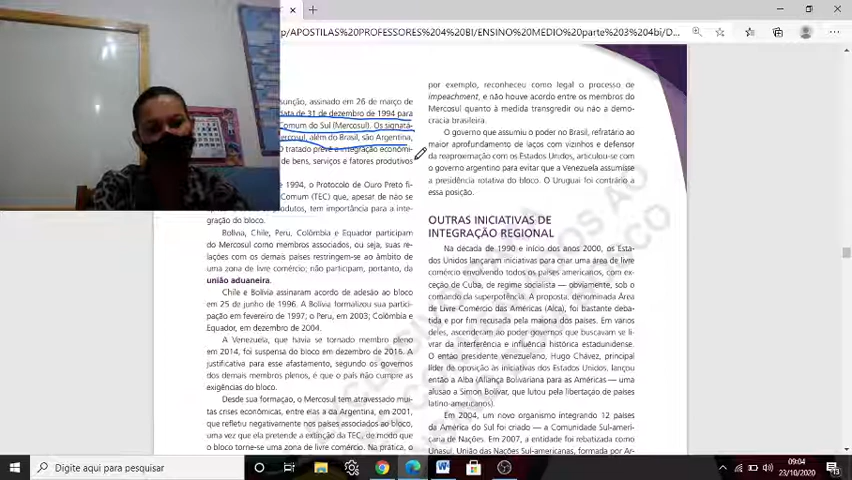 p/APOSTILAS%20PROFESSORES%204%20BI/ENSINO%20MEDIO%20parte%203%204bi/D...
sunção, assinado em 26 de março de
data de 31 de dezembro de 1994 para
Comum do Sul (Mercosul). Os signatá-
ercosul, além do Brasil, são Argentina,
O tratado prevê a integração econômi-
de bens, serviços e fatores produtivos
e 1994, o Protocolo de Ouro Preto fi-
Comum (TEC) que, apesar de não se
produtos, tem importância para a inte-
gração do bloco.
Bolívia, Chile, Peru, Colômbia e Equador participam
do Mercosul como membros associados, ou seja, suas re-
lações com os demais países restringem-se ao âmbito de
uma zona de livre comércio; não participam, portanto, da
união aduaneira.
Chile e Bolívia assinaram acordo de adesão ao bloco
em 25 de junho de 1996. A Bolívia formalizou sua partici-
pação em fevereiro de 1997; o Peru, em 2003; Colômbia e
Equador, em dezembro de 2004.
A Venezuela, que havia se tornado membro pleno
em 2014, foi suspensa do bloco em dezembro de 2016. A
justificativa para esse afastamento, segundo os governos
dos demais membros plenos, é que o país não cumpre as
exigências do bloco.
Desde sua formação, o Mercosul tem atravessado mui-
tas crises econômicas, entre elas a da Argentina, em 2001,
que refletiu negativamente nos países associados ao bloco,
uma vez que ela pretende a extinção da TEC, de modo que
o bloco torne-se uma zona de livre comércio. Na prática, o
por exemplo, reconheceu como legal o processo de
impeachment, e não houve acordo entre os membros do
Mercosul quanto à medida transgredir ou não a demo-
cracia brasileira.
O governo que assumiu o poder no Brasil, refratário ao
maior aprofundamento de laços com vizinhos e defensor
da reaproximação com os Estados Unidos, articulou-se com
o governo argentino para evitar que a Venezuela assumisse
a presidência rotativa do bloco. O Uruguai foi contrário a
essa posição.
OUTRAS INICIATIVAS DE
INTEGRAÇÃO REGIONAL
Na década de 1990 e início dos anos 2000, os Esta-
dos Unidos lançaram iniciativas para criar uma área de livre
comércio envolvendo todos os países americanos, com ex-
ceção de Cuba, de regime socialista — obviamente, sob o
comando da superpotência. A proposta, denominada Área
de Livre-Comércio das Américas (Alca), foi bastante deba-
tida e por fim recusada pela maioria dos países. Em vários
deles, ascenderam ao poder governos que buscavam se li-
vrar da interferência e influência histórica estadunidense.
O então presidente venezuelano, Hugo Chávez, principal
líder de oposição às iniciativas dos Estados Unidos, lançou
então a Alba (Aliança Bolivariana para as Américas — uma
alusão a Simón Bolívar, que lutou pela libertação de países
latino-americanos).
Em 2004, um novo organismo integrando 12 países
da América do Sul foi criado — a Comunidade Sul-ameri-
cana de Nações. Em 2007, a entidade foi rebatizada como
Unasul, União das Nações Sul-americanas, formada por Ar-
Digite aqui para pesquisar
09:04
23/10/2020